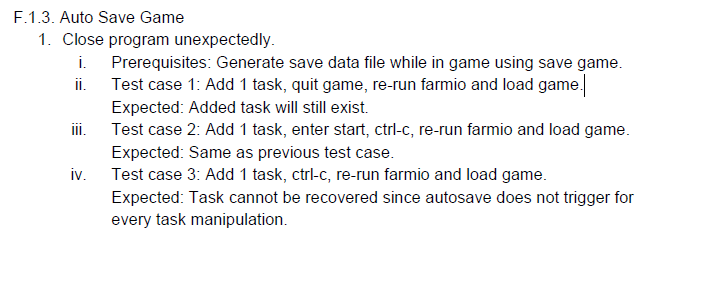 F.1.3. Auto Save Game
1. Close program unexpectedly.
i. Prerequisites: Generate save data file while in game using save game.
ii. Test case 1: Add 1 task, quit game, re-run farmio and load game.
Expected: Added task will still exist.
iii. Test case 2: Add 1 task, enter start, ctrl-c, re-run farmio and load game.
Expected: Same as previous test case.
iv. Test case 3: Add 1 task, ctrl-c, re-run farmio and load game.
Expected: Task cannot be recovered since autosave does not trigger for
every task manipulation.